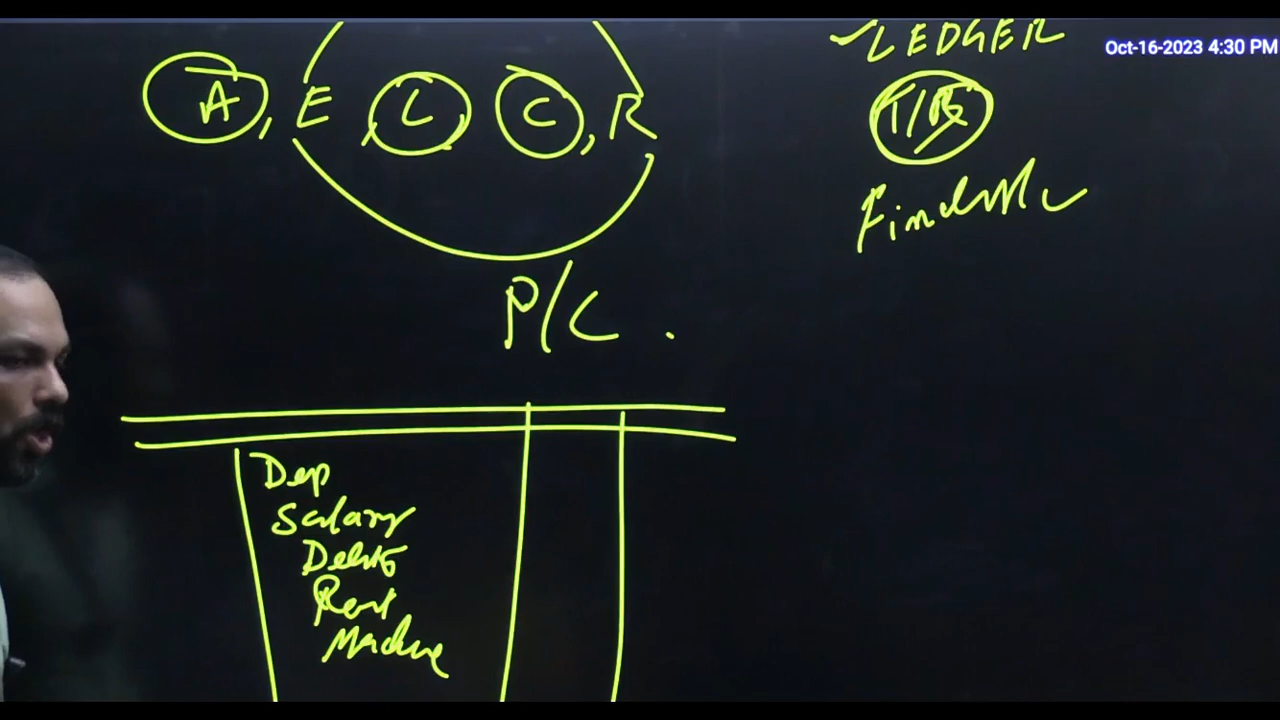 LEDGER
Oct-16-2023 4:30 PM
A, E, L, C, R
T/B
P/L .
Dep
Salary
Debts
Rent
Machine